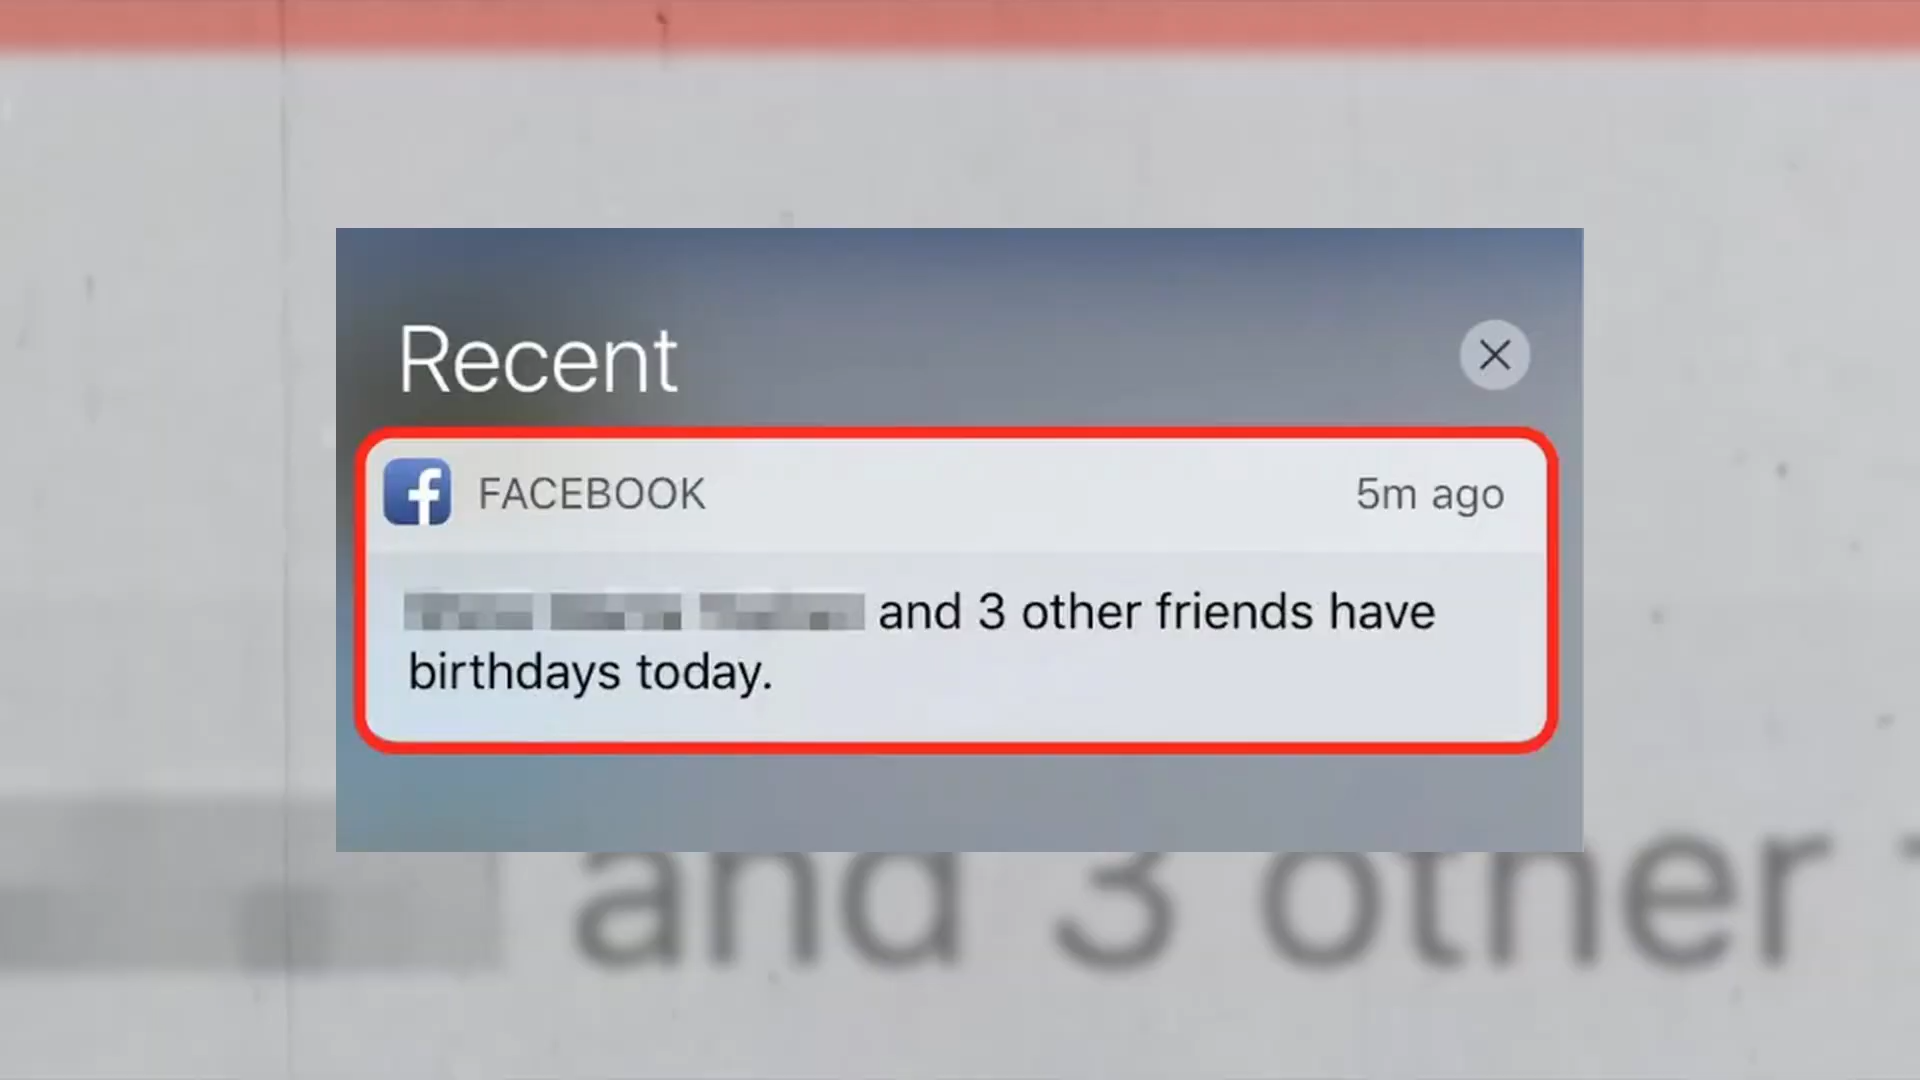 Recent
FACEBOOK
5m ago
and 3 other friends have
birthdays today.
and 3 other